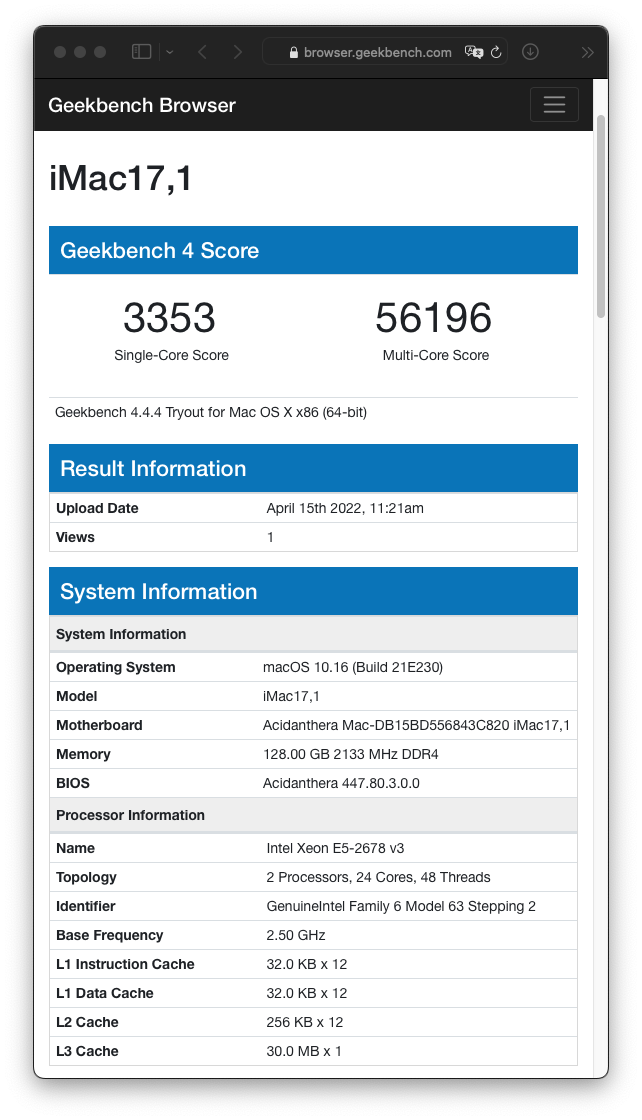 browser.geekbench.com
Geekbench Browser
iMac17,1
Geekbench 4 Score
3353 56196
Single-Core Score Multi-Core Score
Geekbench 4.4.4 Tryout for Mac OS X x86 (64-bit)
Result Information
Upload Date April 15th 2022, 11:21am
Views 1
System Information
System Information
Operating System macOS 10.16 (Build 21E230)
Model iMac17,1
Motherboard Acidanthera Mac-DB15BD556843C820 iMac17,1
Memory 128.00 GB 2133 MHz DDR4
BIOS Acidanthera 447.80.3.0.0
Processor Information
Name Intel Xeon E5-2678 v3
Topology 2 Processors, 24 Cores, 48 Threads
Identifier GenuineIntel Family 6 Model 63 Stepping 2
Base Frequency 2.50 GHz
L1 Instruction Cache 32.0 KB x 12
L1 Data Cache 32.0 KB x 12
L2 Cache 256 KB x 12
L3 Cache 30.0 MB x 1